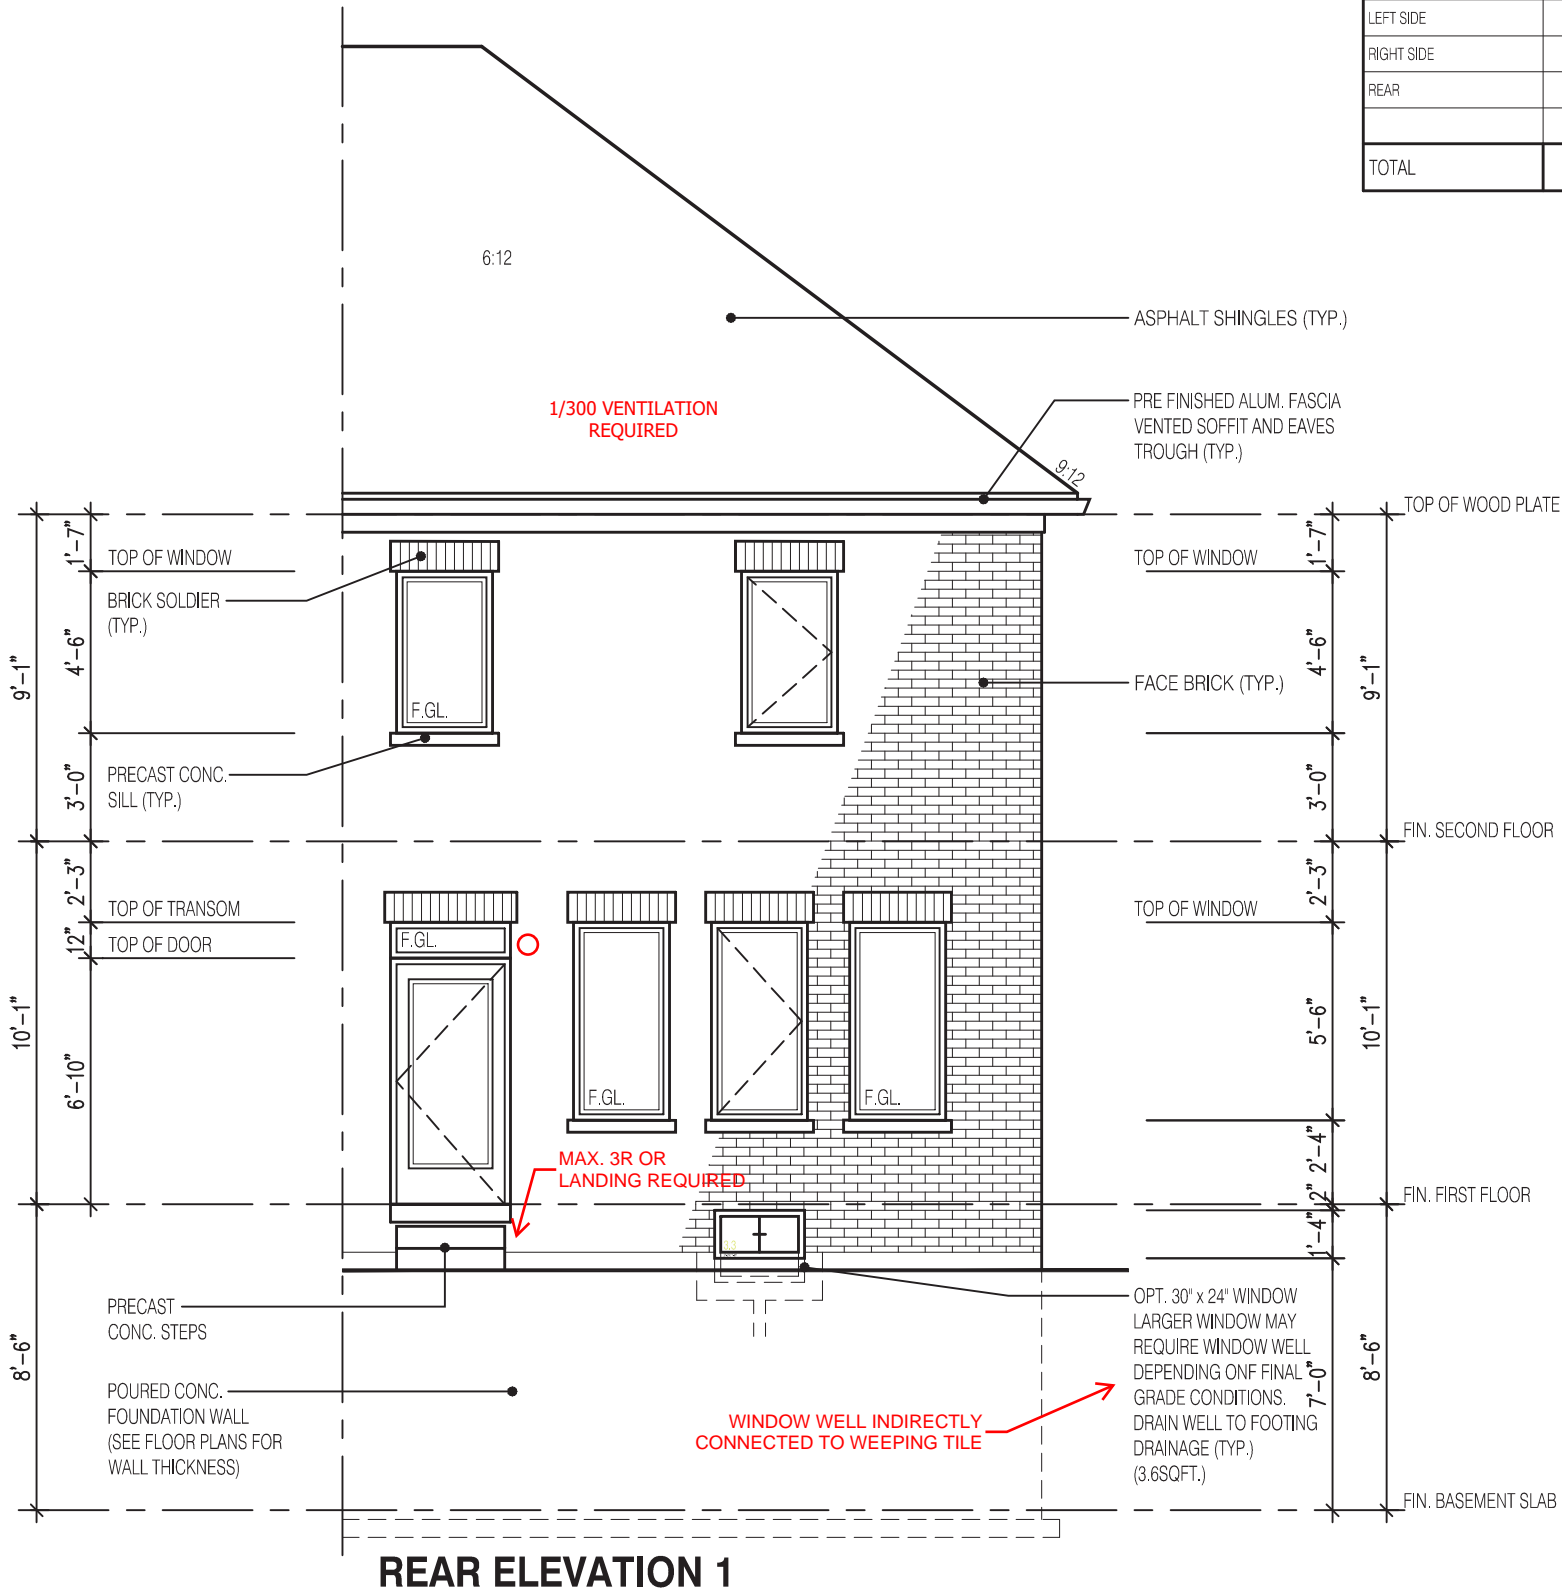 LEFT SIDE
RIGHT SIDE
REAR
TOTAL
6:12
ASPHALT SHINGLES (TYP.)
1/300 VENTILATION
REQUIRED
PRE FINISHED ALUM. FASCIA
VENTED SOFFIT AND EAVES
TROUGH (TYP.)
9:12
TOP OF WOOD PLATE
1'-7"
TOP OF WINDOW
BRICK SOLDIER
(TYP.)
4'-6"
9'-1"
F.GL.
PRECAST CONC.
SILL (TYP.)
3'-0"
TOP OF WINDOW
1'-7"
4'-6"
9'-1"
FACE BRICK (TYP.)
3'-0"
FIN. SECOND FLOOR
2'-3"
TOP OF TRANSOM
12"
TOP OF DOOR
10'-1"
6'-10"
F.GL.
F.GL.
F.GL.
TOP OF WINDOW
2'-3"
5'-6"
10'-1"
2'-4"
MAX. 3R OR
LANDING REQUIRED
2"
FIN. FIRST FLOOR
1'-4"
PRECAST
CONC. STEPS
8'-6"
POURED CONC.
FOUNDATION WALL
(SEE FLOOR PLANS FOR
WALL THICKNESS)
WINDOW WELL INDIRECTLY
CONNECTED TO WEEPING TILE
OPT. 30" x 24" WINDOW
LARGER WINDOW MAY
REQUIRE WINDOW WELL
DEPENDING ONF FINAL
GRADE CONDITIONS.
DRAIN WELL TO FOOTING
DRAINAGE (TYP.)
(3.6SQFT.)
7'-0"
8'-6"
FIN. BASEMENT SLAB
REAR ELEVATION 1